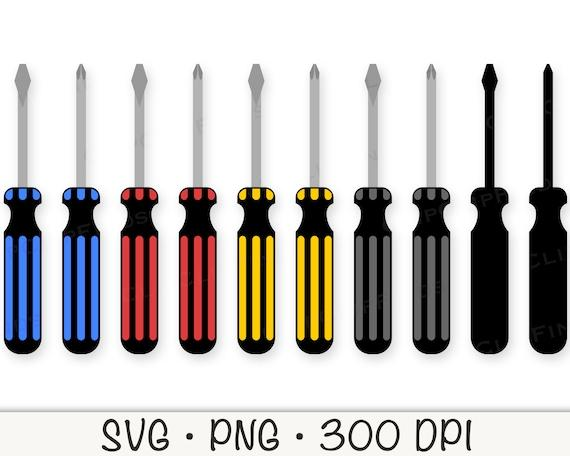 SVG • PNG • 300 DPI